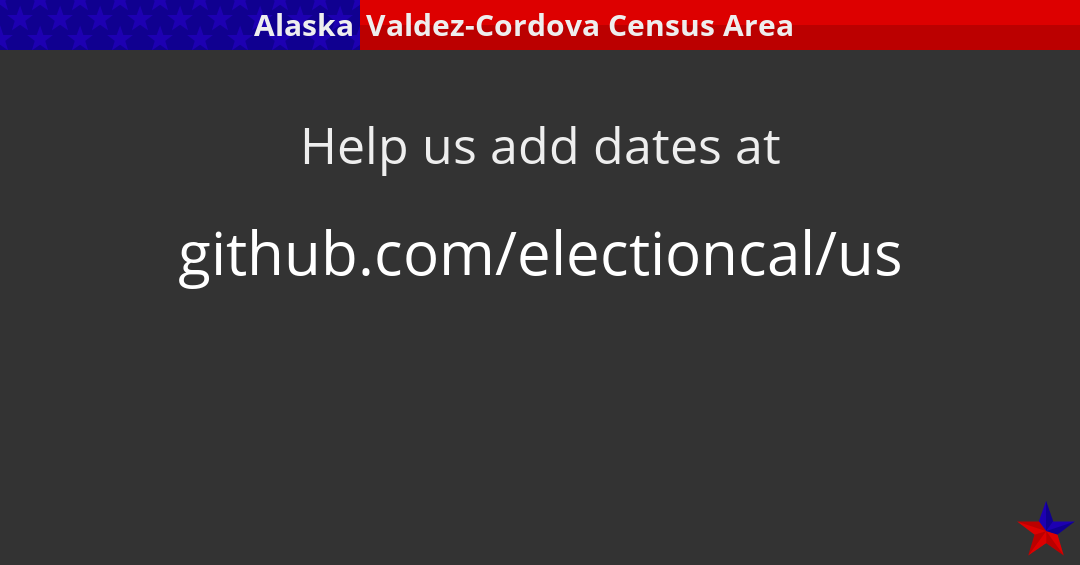 Alaska Valdez-Cordova Census Area
Help us add dates at
github.com/electioncal/us